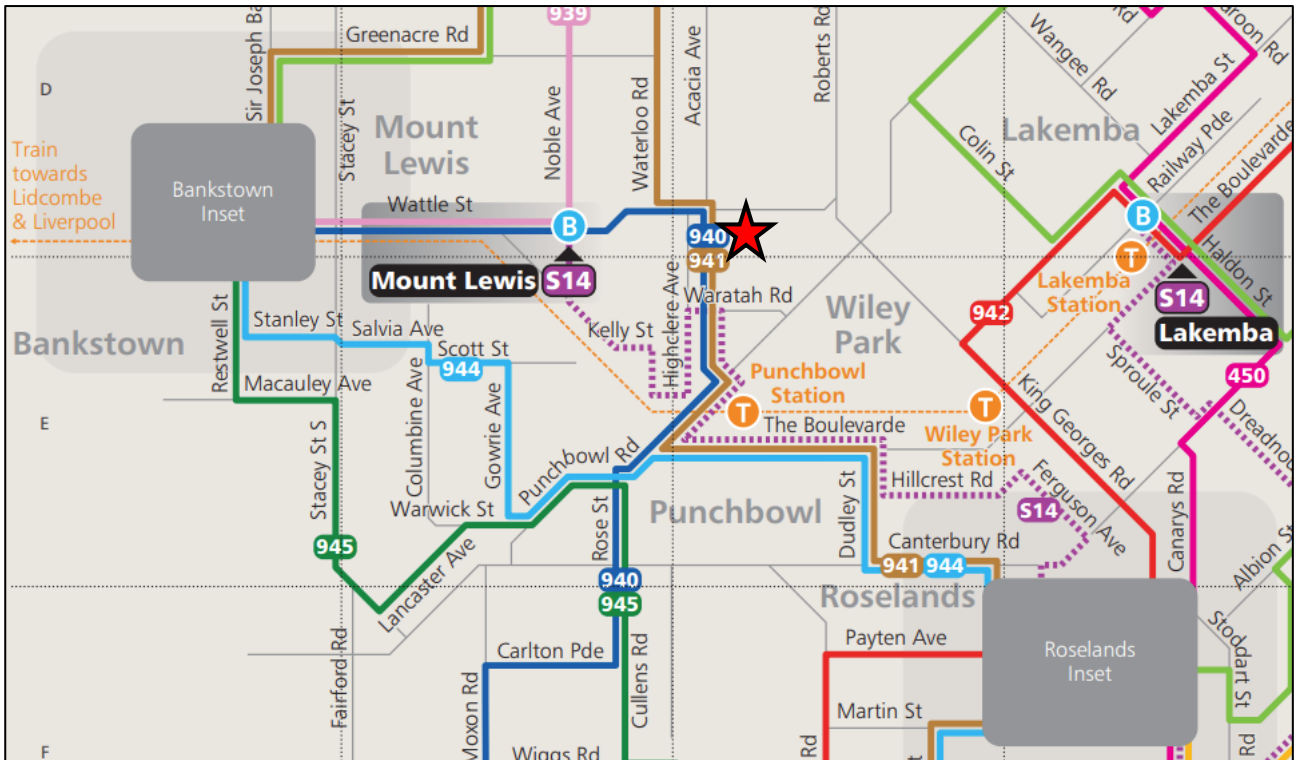 939
Greenacre Rd
Sir Joseph Ba
D
Stacey St
Mount
Lewis
Noble Ave
Waterloo Rd
Acacia Ave
Roberts Rd
Wangee Rd
Rd
aroon Rd
Lakemba St
Lakemba
Colin St
Railway Pde
The Boulevarde
Train
towards
Lidcombe
& Liverpool
Bankstown
Inset
Wattle St
B
940
941
B
T
Haldon St
Mount Lewis
S14
Highclere Ave
Waratah Rd
Wiley
Park
Lakemba
Station
S14
Lakemba
942
Restwell St
Stanley St
Salvia Ave
Bankstown
Scott St
944
Kelly St
Macauley Ave
Punchbowl
Station
T
T
450
Sproule St
Dreadnou
E
Columbine Ave
Gowrie Ave
The Boulevarde
Wiley Park
Station
King Georges Rd
Stacey St S
Punchbowl Rd
Hillcrest Rd
Ferguson Ave
Warwick St
Rose St
Punchbowl
Dudley St
S14
Canarys Rd
945
Lancaster Ave
Canterbury Rd
941
944
940
945
Albion St
Roselands
Fairford Rd
Carlton Pde
Payten Ave
Roselands
Inset
Stoddart St
Moxon Rd
Cullens Rd
Martin St
F
Wiggs Rd
Rd
t
Rd